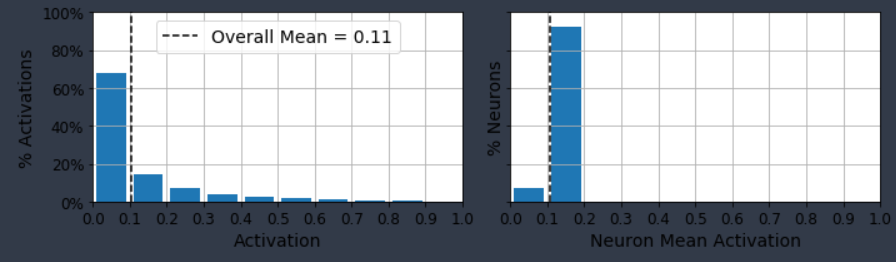 100%
80%
60%
40%
20%
0%
% Activations
Overall Mean = 0.11
0.0 0.1 0.2 0.3 0.4 0.5 0.6 0.7 0.8 0.9 1.0
Activation
% Neurons
0.0 0.1 0.2 0.3 0.4 0.5 0.6 0.7 0.8 0.9 1.0
Neuron Mean Activation